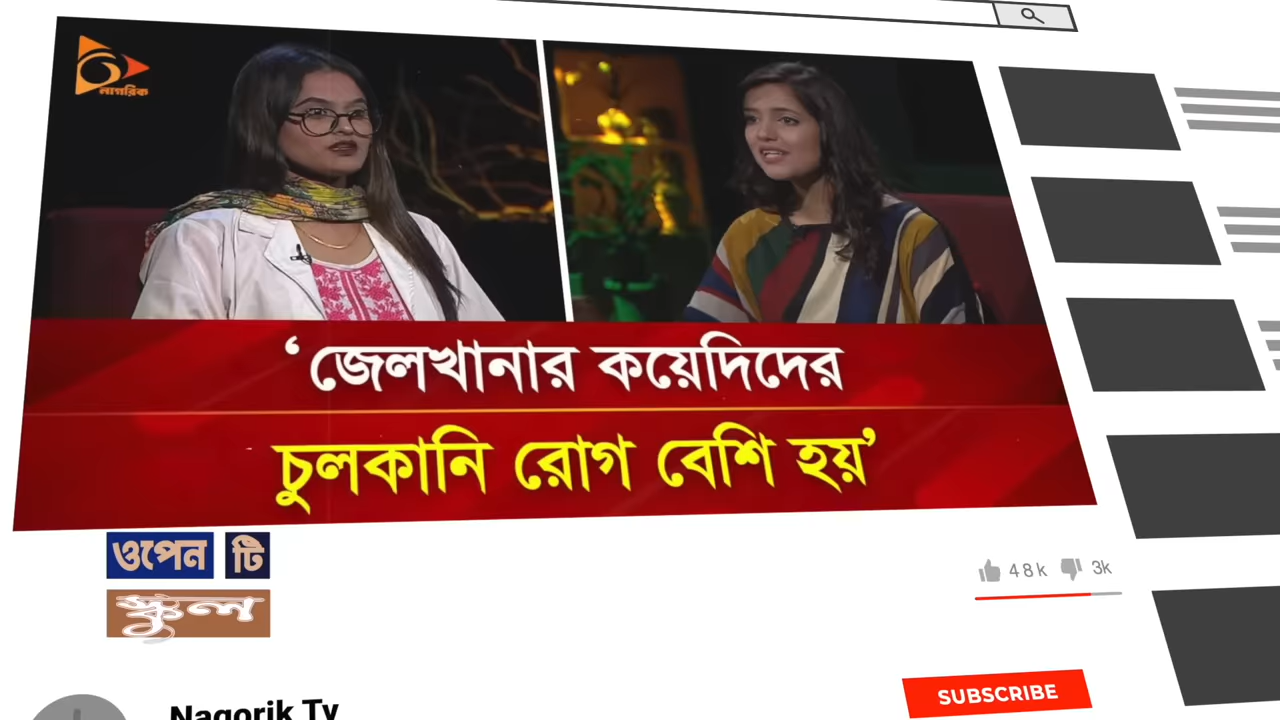 নাগরিক
‘জেলখানার কয়েদিদের
চুলকানি রোগ বেশি হয়’
ওপেন টি
স্কুল
48k 3k
SUBSCRIBE
Nagorik Tv